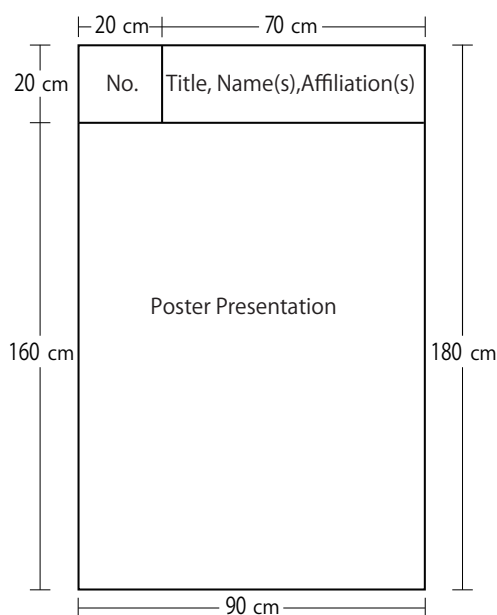 20 cm
70 cm
20 cm
No.
Title, Name(s),Affiliation(s)
Poster Presentation
160 cm
180 cm
90 cm